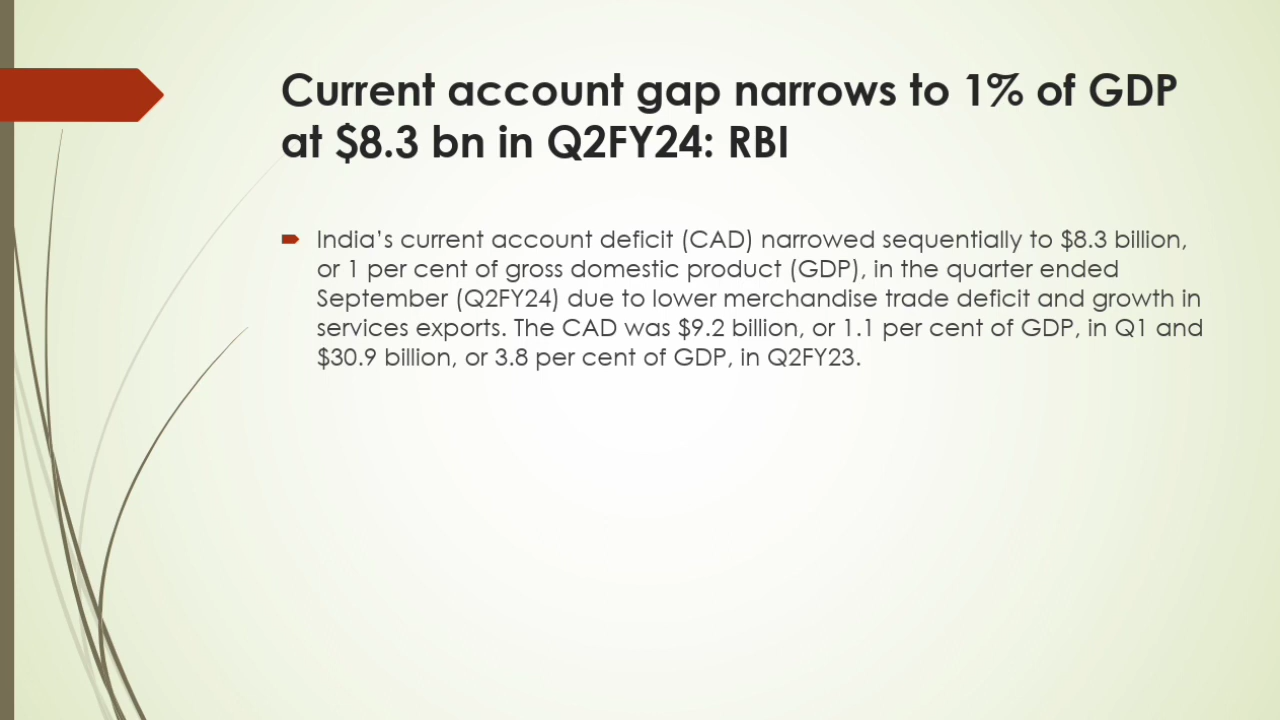 Current account gap narrows to 1% of GDP
at $8.3 bn in Q2FY24: RBI
India’s current account deficit (CAD) narrowed sequentially to $8.3 billion,
or 1 per cent of gross domestic product (GDP), in the quarter ended
September (Q2FY24) due to lower merchandise trade deficit and growth in
services exports. The CAD was $9.2 billion, or 1.1 per cent of GDP, in Q1 and
$30.9 billion, or 3.8 per cent of GDP, in Q2FY23.